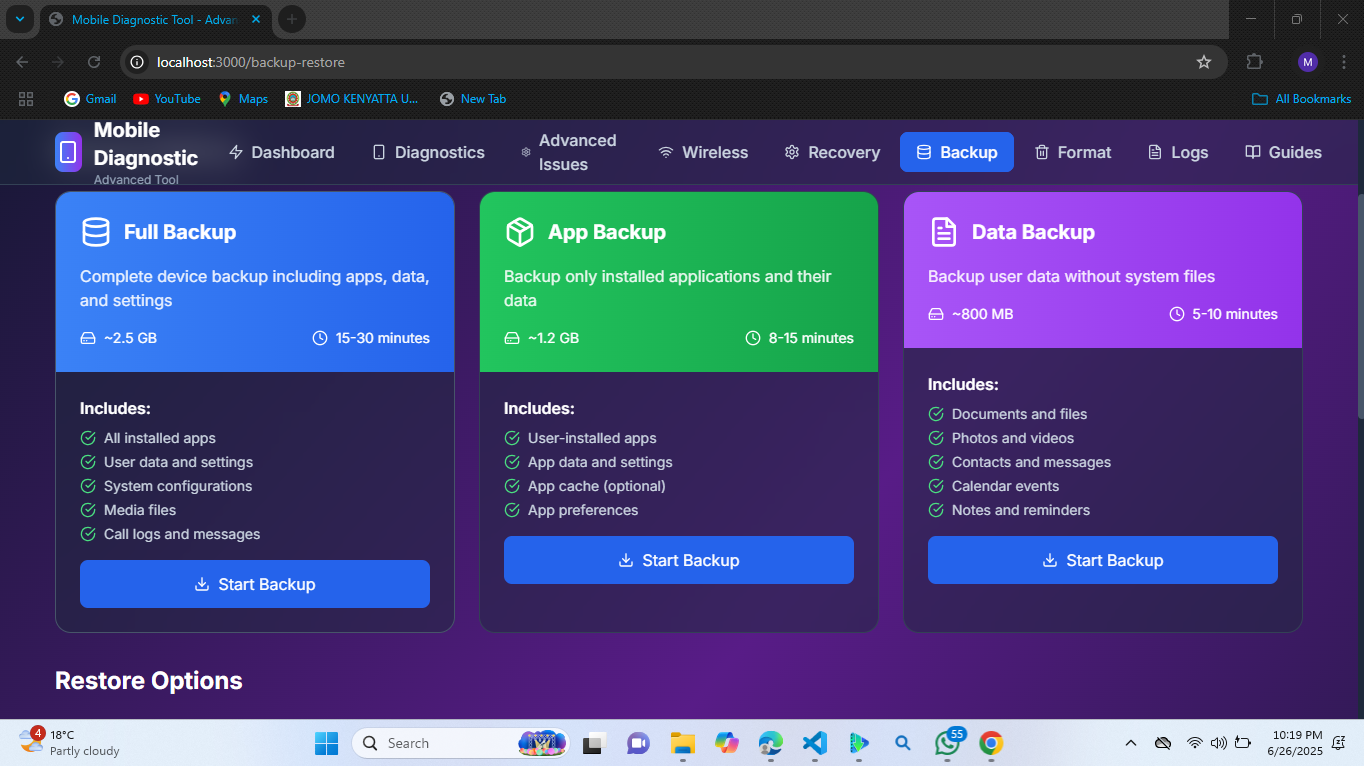 Mobile Diagnostic Tool - Advan
localhost:3000/backup-restore
M
Gmail
YouTube
Maps
JOMO KENYATTA U...
New Tab
All Bookmarks
Mobile
Diagnostic
Advanced Tool
Dashboard
Diagnostics
Advanced
Issues
Wireless
Recovery
Backup
Format
Logs
Guides
Full Backup
Complete device backup including apps, data,
and settings
~2.5 GB
15-30 minutes
Includes:
All installed apps
User data and settings
System configurations
Media files
Call logs and messages
Start Backup
App Backup
Backup only installed applications and their
data
~1.2 GB
8-15 minutes
Includes:
User-installed apps
App data and settings
App cache (optional)
App preferences
Start Backup
Data Backup
Backup user data without system files
~800 MB
5-10 minutes
Includes:
Documents and files
Photos and videos
Contacts and messages
Calendar events
Notes and reminders
Start Backup
Restore Options
4
18°C
Partly cloudy
Search
55
10:19 PM
6/26/2025